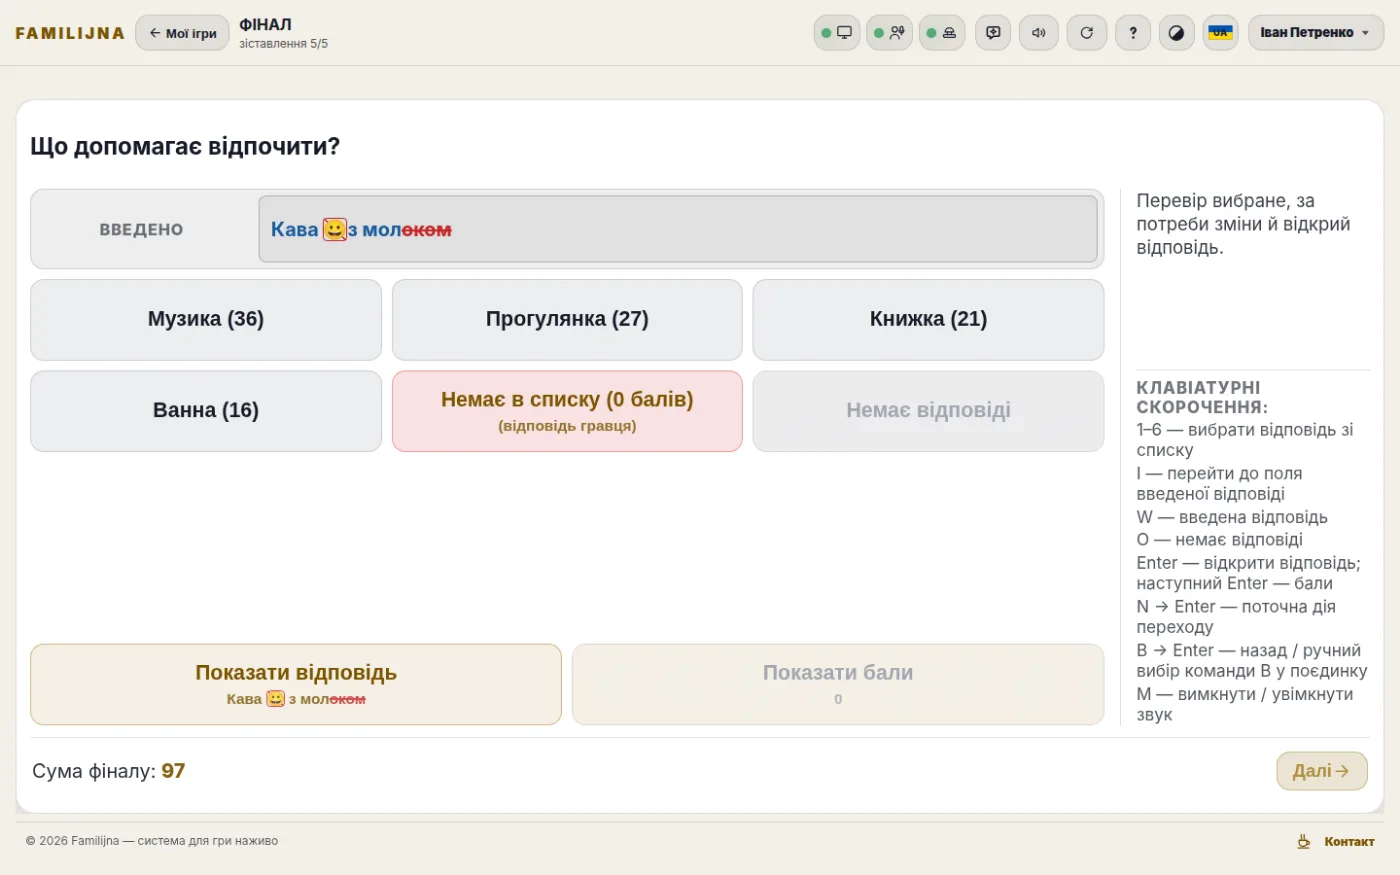 FAMILIJNA
← Мої ігри
ФІНАЛ
зіставлення 5/5
?
UA
Іван Петренко
Що допомагає відпочити?
ВВЕДЕНО
Кава 😀з молоком
Музика (36)
Прогулянка (27)
Книжка (21)
Ванна (16)
Немає в списку (0 балів)
(відповідь гравця)
Немає відповіді
Показати відповідь
Кава 😀 з молоком
Показати бали
0
Перевір вибране, за
потреби зміни й відкрий
відповідь.
КЛАВІАТУРНІ
СКОРОЧЕННЯ:
1–6 — вибрати відповідь зі
списку
I — перейти до поля
введеної відповіді
W — введена відповідь
O — немає відповіді
Enter — відкрити відповідь;
наступний Enter — бали
N → Enter — поточна дія
переходу
B → Enter — назад / ручний
вибір команди B у поєдинку
M — вимкнути / увімкнути
звук
Сума фіналу: 97
Далі →
© 2026 Familijna — система для гри наживо
Контакт